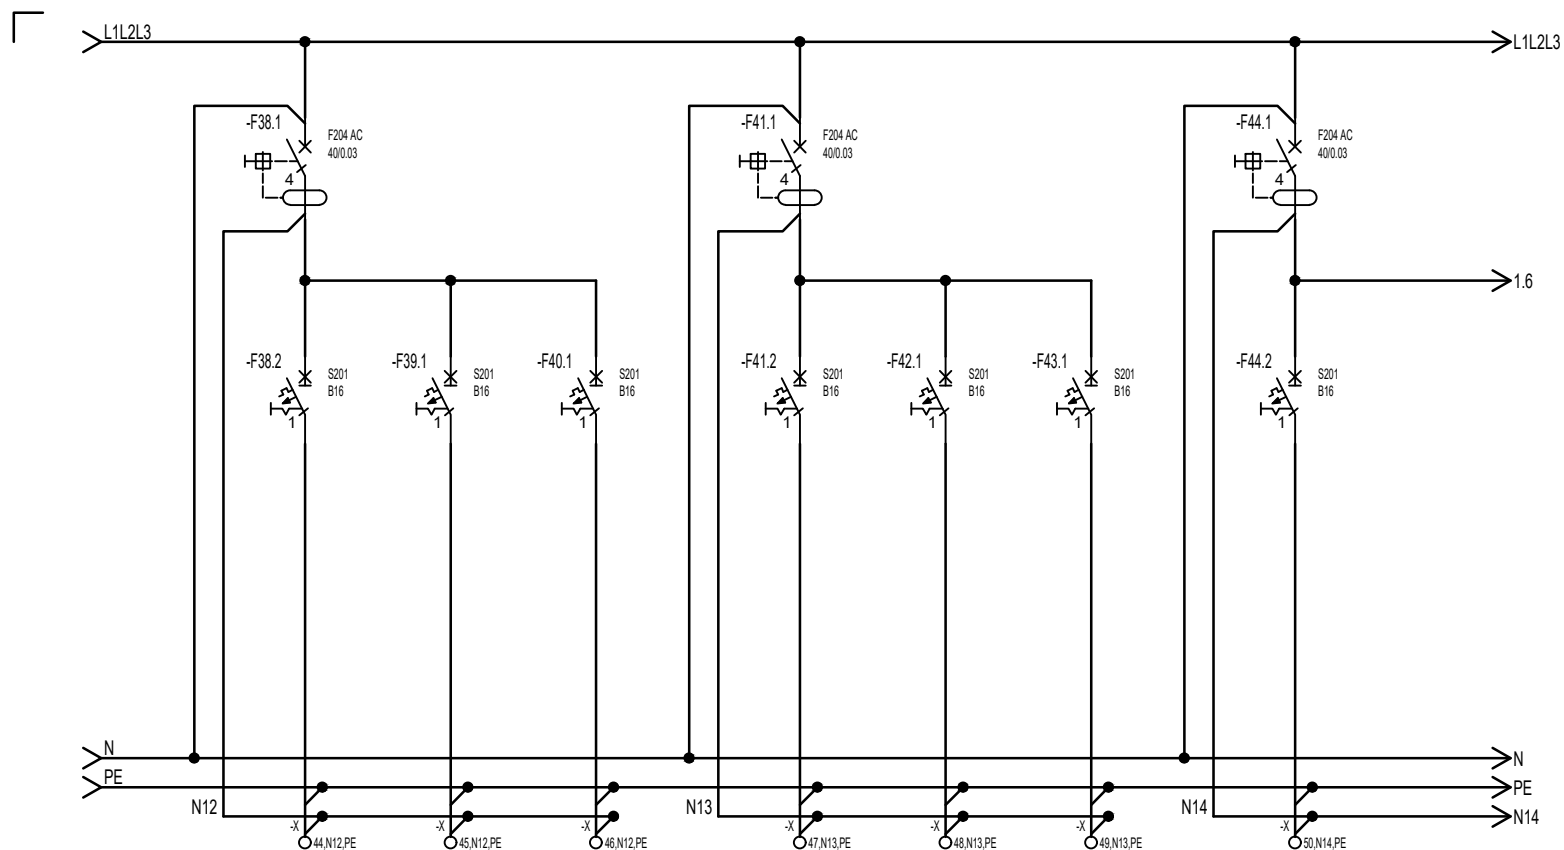 L1L2L3
L1L2L3
-F38.1
F204 AC
40/0.03
4
-F41.1
F204 AC
40/0.03
4
-F44.1
F204 AC
40/0.03
4
1.6
-F38.2
S201
B16
1
-F39.1
S201
B16
1
-F40.1
S201
B16
1
-F41.2
S201
B16
1
-F42.1
S201
B16
1
-F43.1
S201
B16
1
-F44.2
S201
B16
1
N
N
PE
PE
N12
N13
N14
N14
-X
44,N12,PE
-X
45,N12,PE
-X
46,N12,PE
-X
47,N13,PE
-X
48,N13,PE
-X
49,N13,PE
-X
50,N14,PE